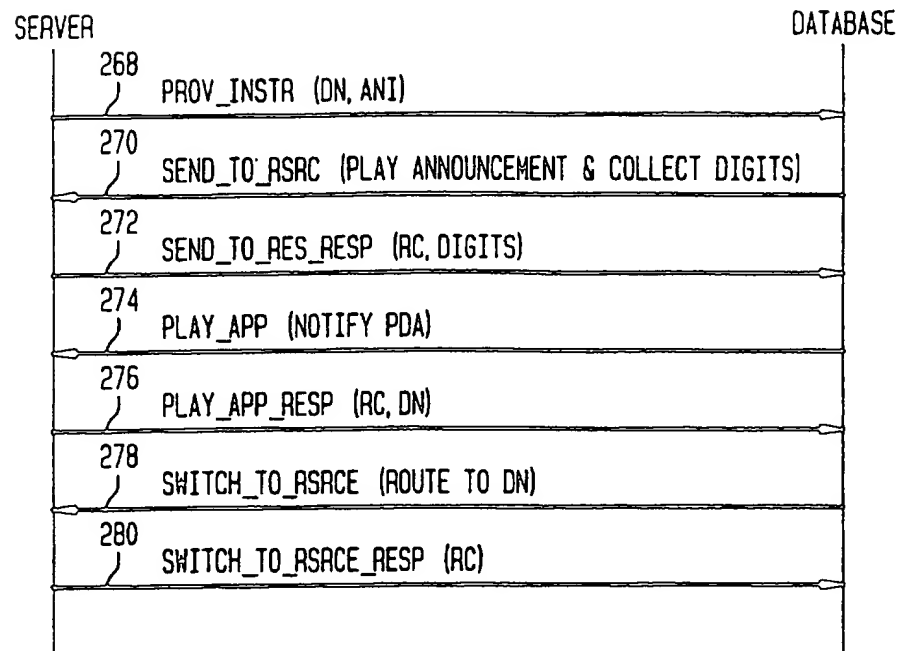 SERVER DATABASE
268
PROV_INSTR (DN, ANI)
270
SEND_TO_RSRC (PLAY ANNOUNCEMENT & COLLECT DIGITS)
272
SEND_TO_RES_RESP (RC, DIGITS)
274
PLAY_APP (NOTIFY PDA)
276
PLAY_APP_RESP (RC, DN)
278
SWITCH_TO_RSRCE (ROUTE TO DN)
280
SWITCH_TO_RSRCE_RESP (RC)